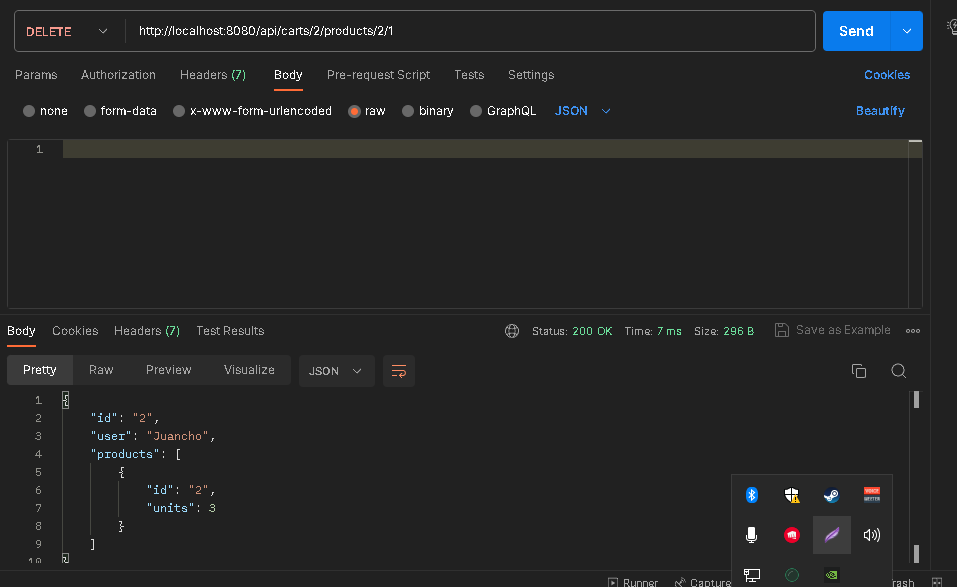 DELETE http://localhost:8080/api/carts/2/products/2/1 Send
Params Authorization Headers (7) Body Pre-request Script Tests Settings Cookies
none form-data x-www-form-urlencoded raw binary GraphQL JSON Beautify
1
Body Cookies Headers (7) Test Results Status: 200 OK Time: 7 ms Size: 296 B Save as Example
Pretty Raw Preview Visualize JSON
1 {
2 "id": "2",
3 "user": "Juancho",
4 "products": [
5 {
6 "id": "2",
7 "units": 3
8 }
9 ]
10 }
Runner Capture rash